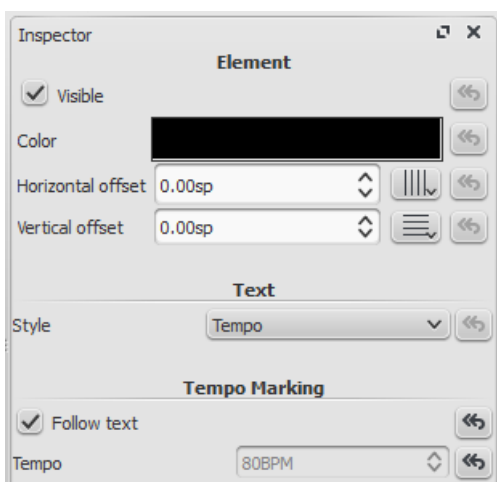 Inspector
Element
Visible
Color
Horizontal offset 0.00sp
Vertical offset 0.00sp
Text
Style Tempo
Tempo Marking
Follow text
Tempo 80BPM